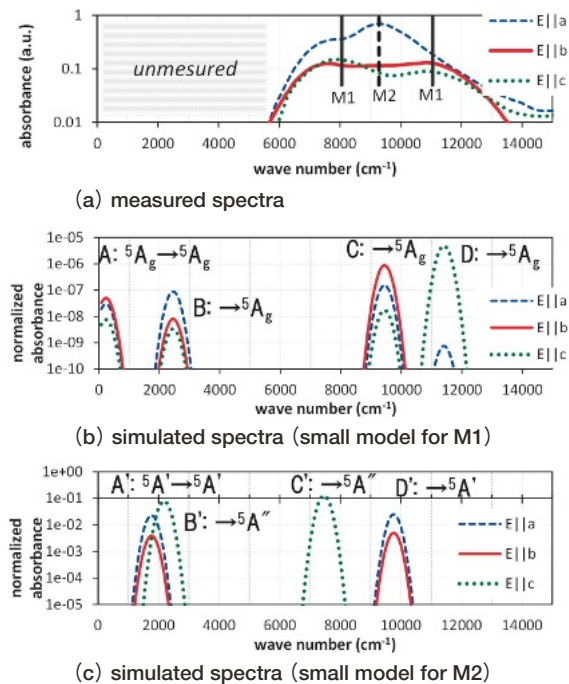 1
0.1
0.01
absorbance (a.u.)
unmesured
M1
M2
M1
E||a
E||b
E||c
0 2000 4000 6000 8000 10000 12000 14000
wave number (cm⁻¹)
(a) measured spectra
1e-05
1e-06
1e-07
1e-08
1e-09
1e-10
normalized
absorbance
A: ⁵Ag→⁵Ag
B: →⁵Ag
C: →⁵Ag
D: →⁵Ag
E||a
E||b
E||c
0 2000 4000 6000 8000 10000 12000 14000
wave number (cm⁻¹)
(b) simulated spectra (small model for M1)
1e+00
1e-01
1e-02
1e-03
1e-04
1e-05
normalized
absorbance
A': ⁵A'→⁵A'
B': →⁵A″
C': →⁵A″
D': →⁵A'
E||a
E||b
E||c
0 2000 4000 6000 8000 10000 12000 14000
wave number (cm⁻¹)
(c) simulated spectra (small model for M2)